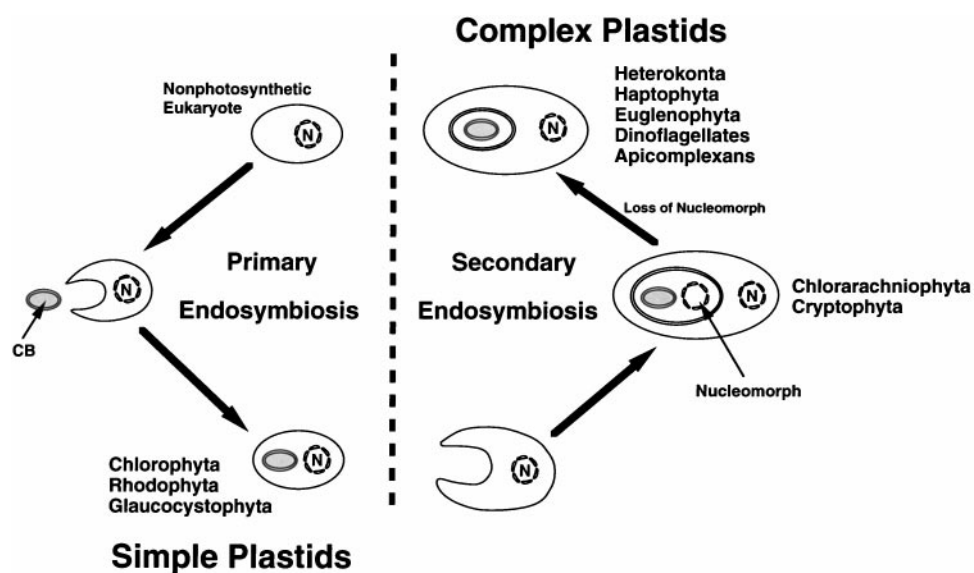 Complex Plastids
Nonphotosynthetic
Eukaryote
N
N
Heterokonta
Haptophyta
Euglenophyta
Dinoflagellates
Apicomplexans
Loss of Nucleomorph
Primary
Endosymbiosis
N
CB
Secondary
Endosymbiosis
N
Chlorarachniophyta
Cryptophyta
Nucleomorph
Chlorophyta
Rhodophyta
Glaucocystophyta
N
N
Simple Plastids